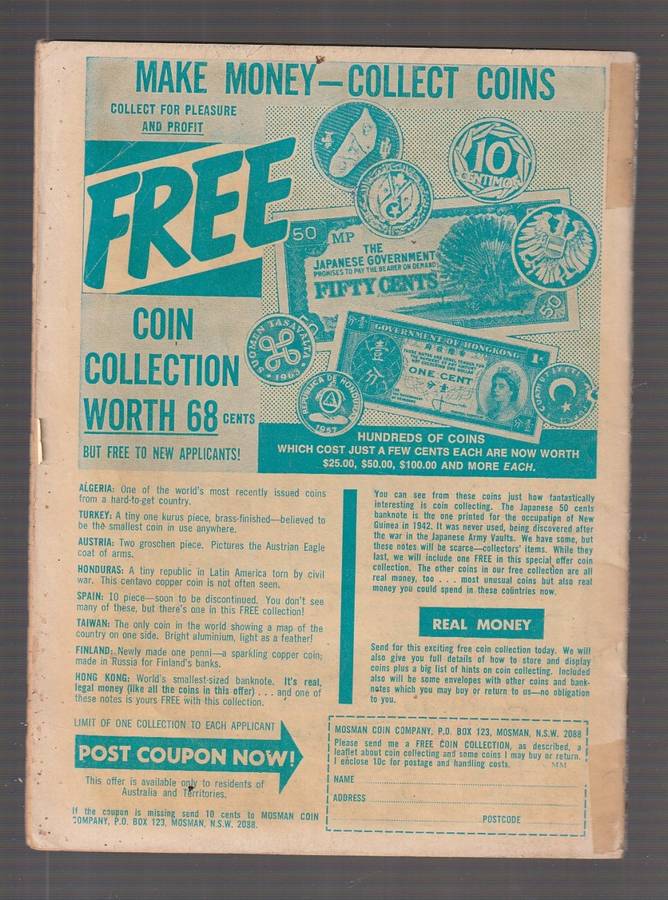 MAKE MONEY—COLLECT COINS
COLLECT FOR PLEASURE
AND PROFIT
FREE
COIN
COLLECTION
WORTH 68 CENTS
BUT FREE TO NEW APPLICANTS!
10
CENTIMOS
50
MP
THE
JAPANESE GOVERNMENT
PROMISES TO PAY THE BEARER ON DEMAND
FIFTY CENTS
50
50
SUOMEN TASAVALTA
1963
REPUBLICA DE HONDURAS
1957
GOVERNMENT OF HONGKONG
壹
分
ONE CENT
1
CUMHURIYETI
HUNDREDS OF COINS
WHICH COST JUST A FEW CENTS EACH ARE NOW WORTH
$25.00, $50.00, $100.00 AND MORE EACH.
ALGERIA: One of the world's most recently issued coins
from a hard-to-get country.
TURKEY: A tiny one kurus piece, brass-finished—believed to
be the smallest coin in use anywhere.
AUSTRIA: Two groschen piece. Pictures the Austrian Eagle
coat of arms.
HONDURAS: A tiny republic in Latin America torn by civil
war. This centavo copper coin is not often seen.
SPAIN: 10 piece—soon to be discontinued. You don't see
many of these, but there's one in this FREE collection!
TAIWAN: The only coin in the world showing a map of the
country on one side. Bright aluminium, light as a feather!
FINLAND: Newly made one penni—a sparkling copper coin,
made in Russia for Finland's banks.
HONG KONG: World's smallest-sized banknote. It's real,
legal money (like all the coins in this offer) . . . and one of
these notes is yours FREE with this collection.
LIMIT OF ONE COLLECTION TO EACH APPLICANT
POST COUPON NOW!
This offer is available only to residents of
Australia and Territories.
If the coupon is missing send 10 cents to MOSMAN COIN
COMPANY, P.O. BOX 123, MOSMAN, N.S.W. 2088.
You can see from these coins just how fantastically
interesting is coin collecting. The Japanese 50 cents
banknote is the one printed for the occupation of New
Guinea in 1942. It was never used, being discovered after
the war in the Japanese Army Vaults. We have some, but
these notes will be scarce—collectors' items. While they
last, we will include one FREE in this special offer coin
collection. The other coins in our free collection are all
real money, too . . . most unusual coins but also real
money you could spend in these countries now.
REAL MONEY
Send for this exciting free coin collection today. We will
also give you full details of how to store and display
coins plus a big list of hints on coin collecting. Included
also will be some envelopes with other coins and bank-
notes which you may buy or return to us—no obligation
to you.
MOSMAN COIN COMPANY, P.O. BOX 123, MOSMAN, N.S.W. 2088
Please send me a FREE COIN COLLECTION, as described, a
leaflet about coin collecting and some coins I may buy or return.
I enclose 10c for postage and handling costs. MM
NAME
ADDRESS
POSTCODE